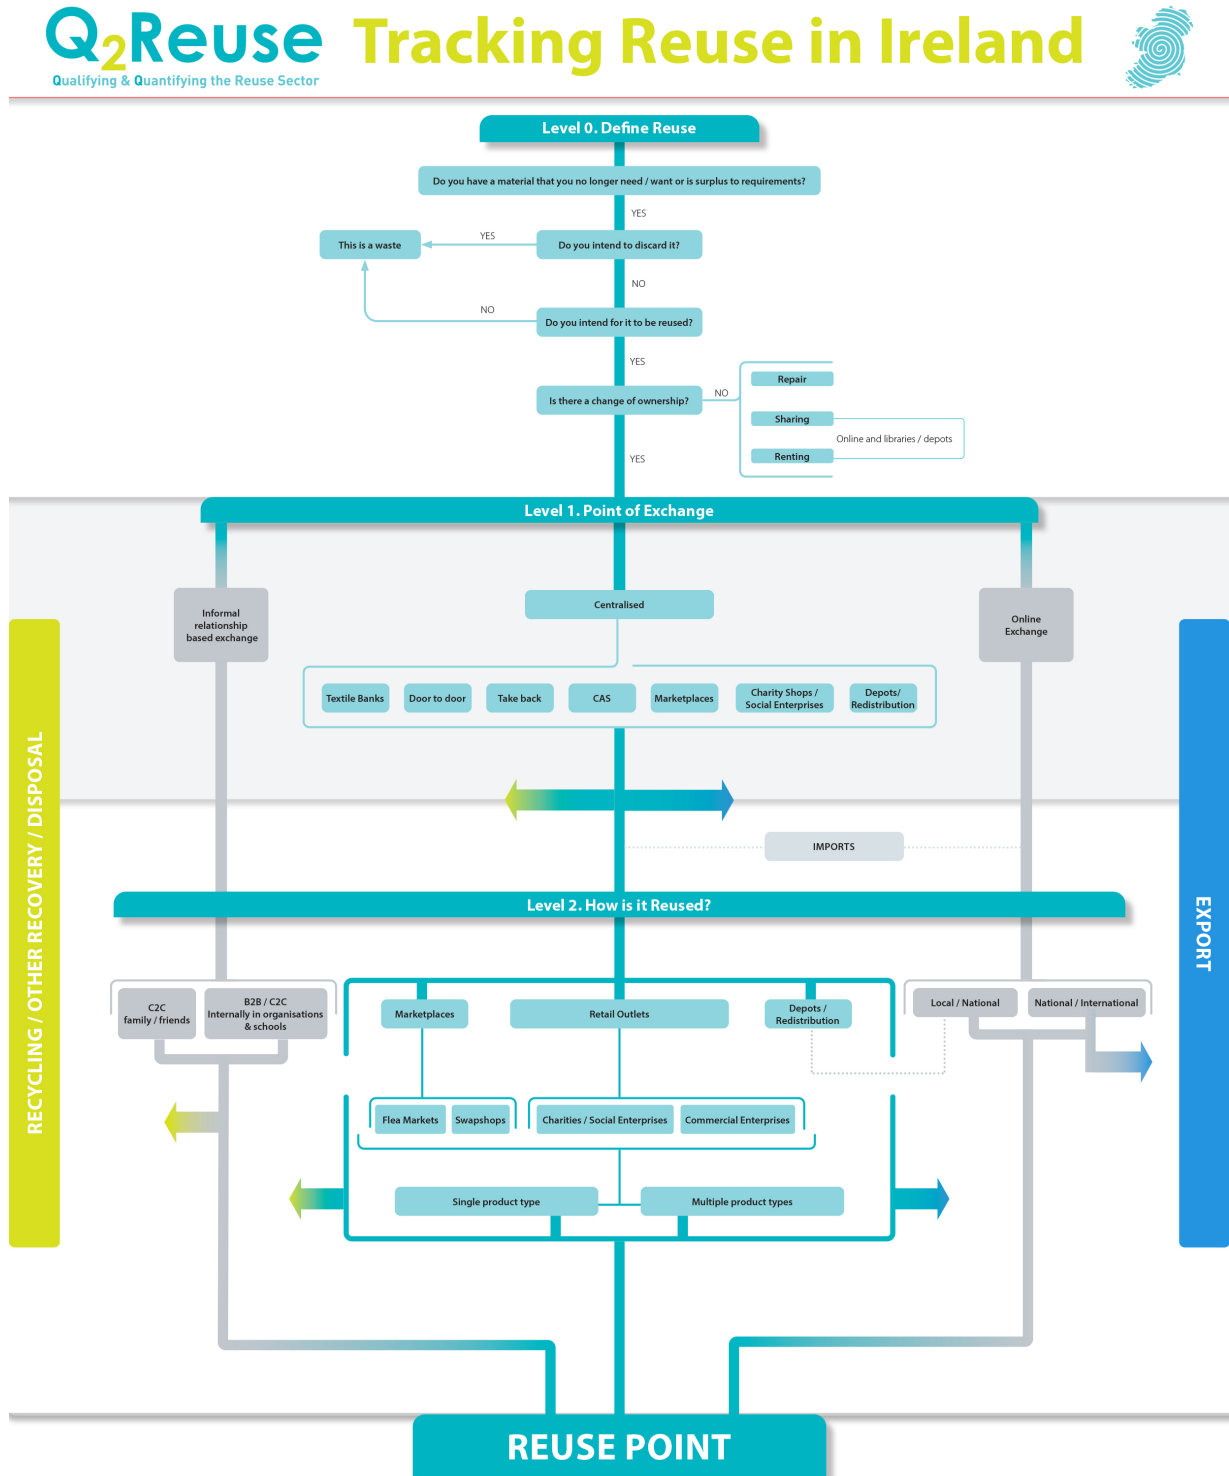 Q2Reuse
Qualifying & Quantifying the Reuse Sector
Tracking Reuse in Ireland
Level 0. Define Reuse
Do you have a material that you no longer need / want or is surplus to requirements?
YES
This is a waste
YES
Do you intend to discard it?
NO
NO
Do you intend for it to be reused?
YES
Is there a change of ownership?
NO
Repair
Sharing
Online and libraries / depots
Renting
YES
Level 1. Point of Exchange
Informal
relationship
based exchange
Centralised
Online
Exchange
Textile Banks
Door to door
Take back
CAS
Marketplaces
Charity Shops /
Social Enterprises
Depots/
Redistribution
RECYCLING / OTHER RECOVERY / DISPOSAL
EXPORT
IMPORTS
Level 2. How is it Reused?
C2C
family / friends
B2B / C2C
Internally in organisations
& schools
Marketplaces
Retail Outlets
Depots /
Redistribution
Local / National
National / International
Flea Markets
Swapshops
Charities / Social Enterprises
Commercial Enterprises
Single product type
Multiple product types
REUSE POINT